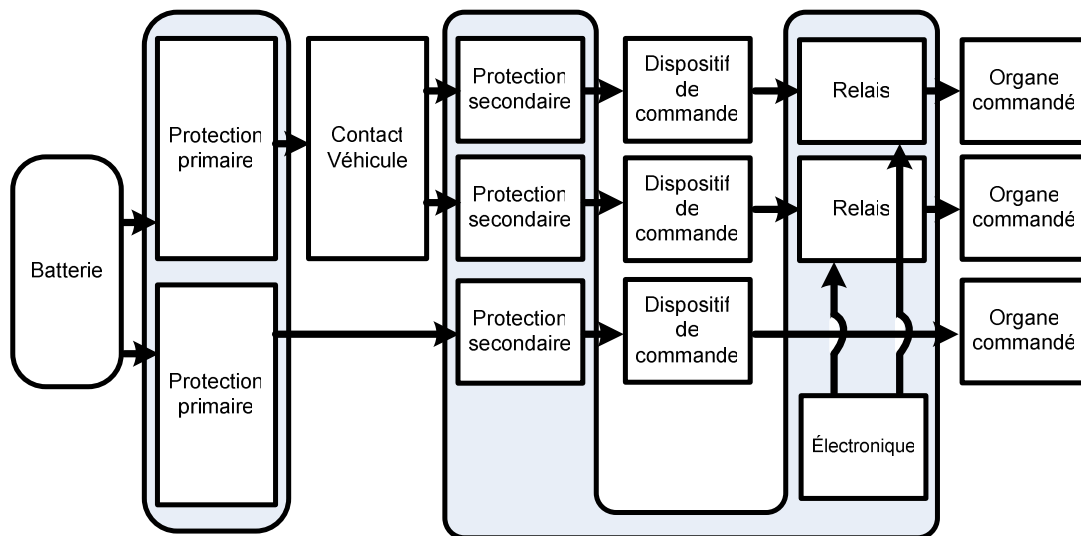 Batterie
Protection
primaire
Protection
primaire
Contact
Véhicule
Protection
secondaire
Protection
secondaire
Protection
secondaire
Dispositif
de
commande
Dispositif
de
commande
Dispositif
de
commande
Relais
Relais
Électronique
Organe
commandé
Organe
commandé
Organe
commandé